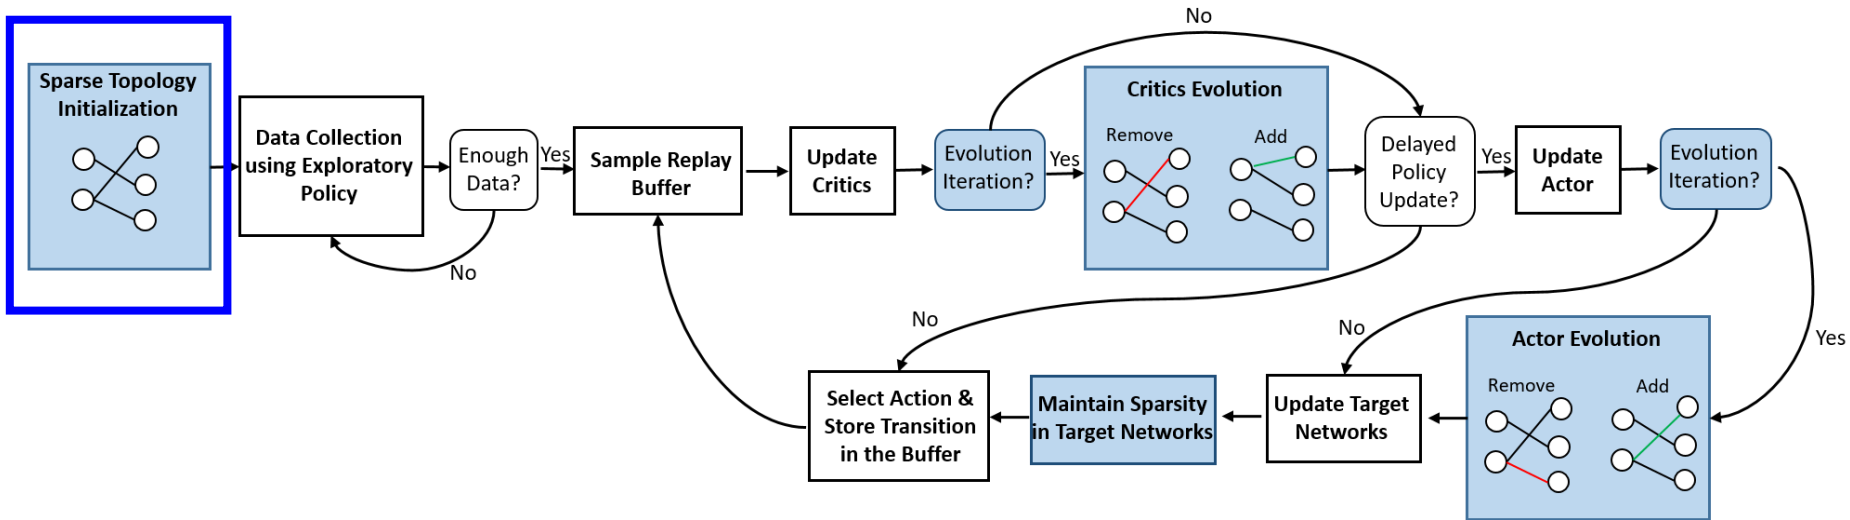 Sparse Topology
Initialization
Data Collection
using Exploratory
Policy
Enough
Data?
Yes
No
Sample Replay
Buffer
Update
Critics
Evolution
Iteration?
Yes
No
Critics Evolution
Remove
Add
Delayed
Policy
Update?
Yes
No
Update
Actor
Evolution
Iteration?
Yes
No
Actor Evolution
Remove
Add
Update Target
Networks
Maintain Sparsity
in Target Networks
Select Action &
Store Transition
in the Buffer